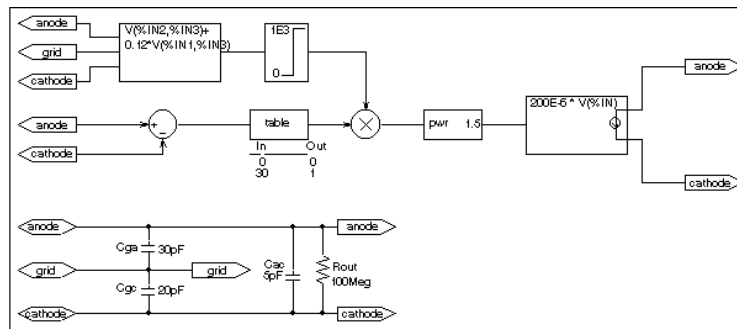 anode
grid
cathode
V(%IN2,%IN3)+
0.12*V(%IN1,%IN3)
1E3
0
anode
cathode
+
-
table
In Out
0 0
30 1
pwr 1.5
200E-6 * V(%IN)
anode
cathode
anode
anode
Cga 30pF
grid
grid
Cgc 20pF
Cac
5pF
Rout
100Meg
cathode
cathode